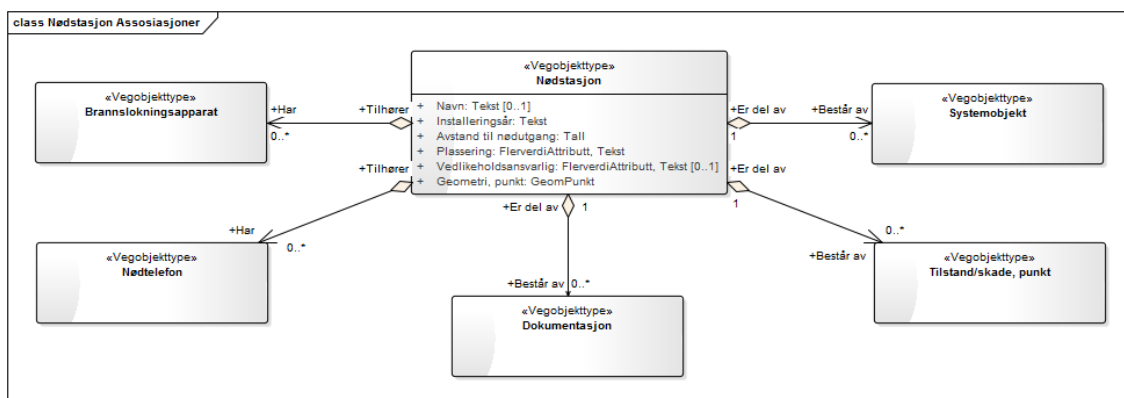 class Nødstasjon Assosiasjoner
«Vegobjekttype»
Nødstasjon
+ Navn: Tekst [0..1]
+ Installeringsår: Tekst
+ Avstand til nødutgang: Tall
+ Plassering: FlerverdiAttributt, Tekst
+ Vedlikeholdsansvarlig: FlerverdiAttributt, Tekst [0..1]
+ Geometri, punkt: GeomPunkt
«Vegobjekttype»
Brannslokningsapparat
+Har
0..*
+Tilhører
+Er del av
1
+Består av
0..*
«Vegobjekttype»
Systemobjekt
+Tilhører
+Har
0..*
«Vegobjekttype»
Nødtelefon
+Er del av
1
+Består av
0..*
«Vegobjekttype»
Dokumentasjon
+Er del av
1
0..*
+Består av
«Vegobjekttype»
Tilstand/skade, punkt